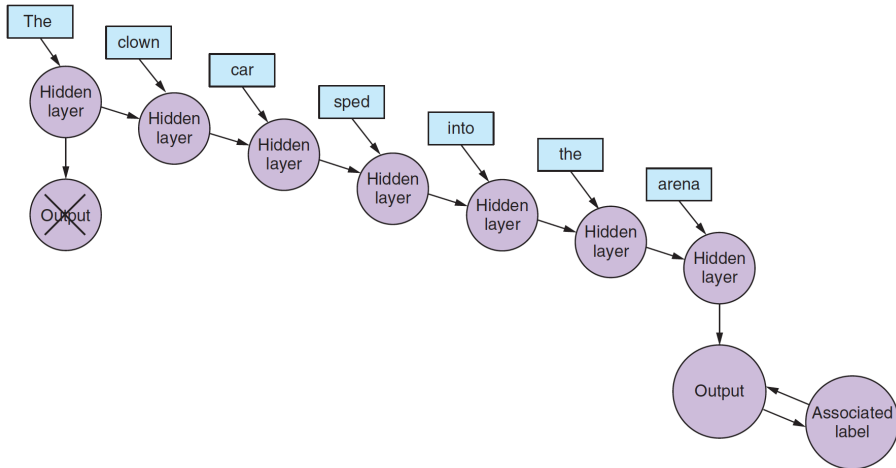 The
clown
car
sped
into
the
arena
Hidden
layer
Hidden
layer
Hidden
layer
Hidden
layer
Hidden
layer
Hidden
layer
Hidden
layer
Output
Output
Associated
label